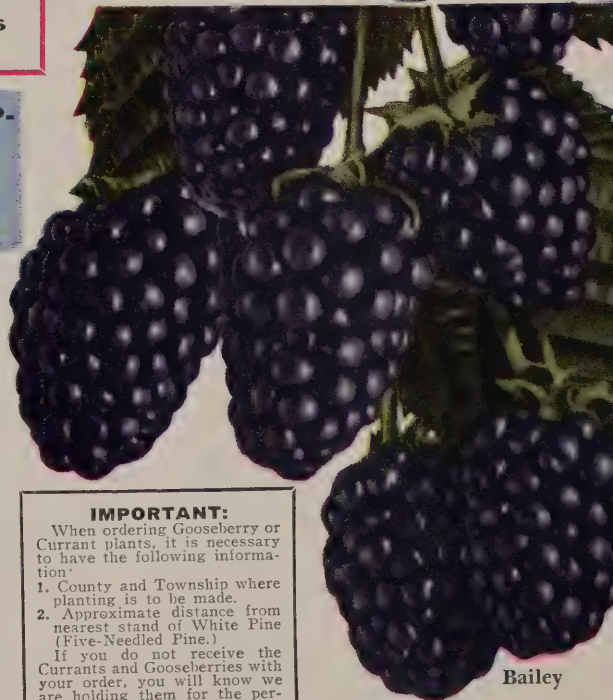 s
IMPORTANT:
When ordering Gooseberry or
Currant plants, it is necessary
to have the following informa-
tion·
1. County and Township where
planting is to be made.
2. Approximate distance from
nearest stand of White Pine
(Five-Needled Pine.)
If you do not receive the
Currants and Gooseberries with
your order, you will know we
are holding them for the per-
Bailey